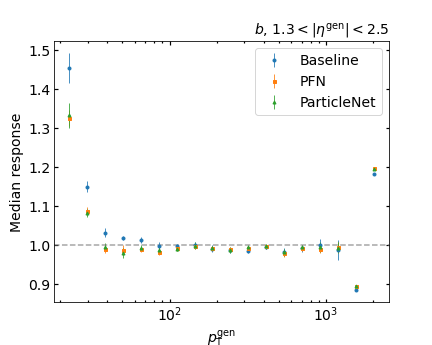 b, 1.3 < |η^gen| < 2.5
Median response
1.5
1.4
1.3
1.2
1.1
1.0
0.9
Baseline
PFN
ParticleNet
10^2
10^3
p_T^gen